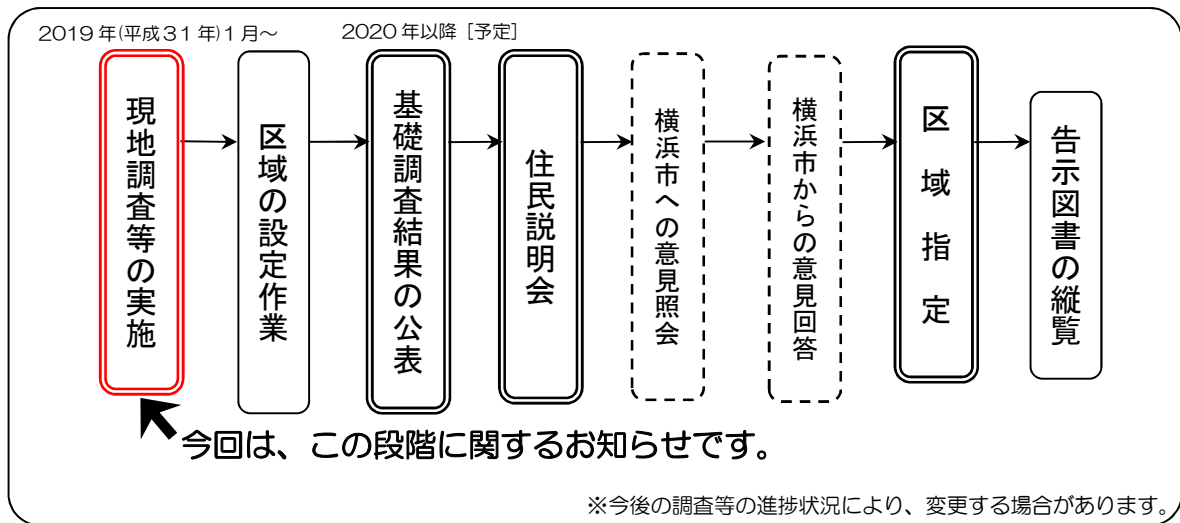 2019年(平成31年)1月～
2020年以降［予定］
現地調査等の実施
区域の設定作業
基礎調査結果の公表
住民説明会
横浜市への意見照会
横浜市からの意見回答
区域指定
告示図書の縦覧
今回は、この段階に関するお知らせです。
※今後の調査等の進捗状況により、変更する場合があります。